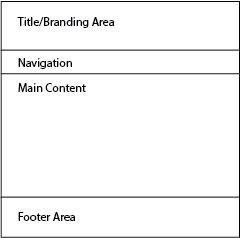 Title/Branding Area
Navigation
Main Content
Footer Area